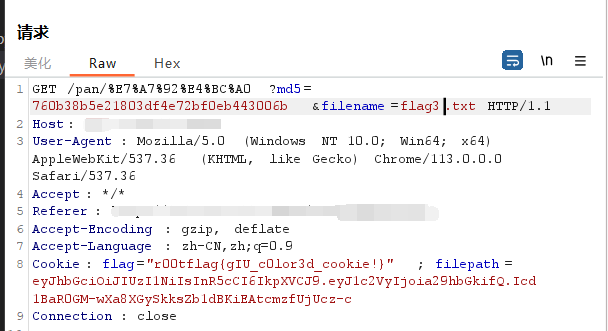 请求
美化 Raw Hex \n
1 GET /pan/%E7%A7%92%E4%BC%A0 ?md5=
760b38b5e21803df4e72bf0eb443006b &filename=flag3.txt HTTP/1.1
2 Host:
3 User-Agent: Mozilla/5.0 (Windows NT 10.0; Win64; x64)
AppleWebKit/537.36 (KHTML, like Gecko) Chrome/113.0.0.0
Safari/537.36
4 Accept: */*
5 Referer:
6 Accept-Encoding: gzip, deflate
7 Accept-Language: zh-CN,zh;q=0.9
8 Cookie: flag="r00tflag{gIU_c0lor3d_cookie!}" ; filepath=
eyJhbGciOiJIUzI1NiIsInR5cCI6IkpXVCJ9.eyJ1c2VyIjoia29hbGkifQ.Icd
1BaROGM-wXa8XGySkksZb1dBKiEAtcmzfUjUcz-c
9 Connection: close